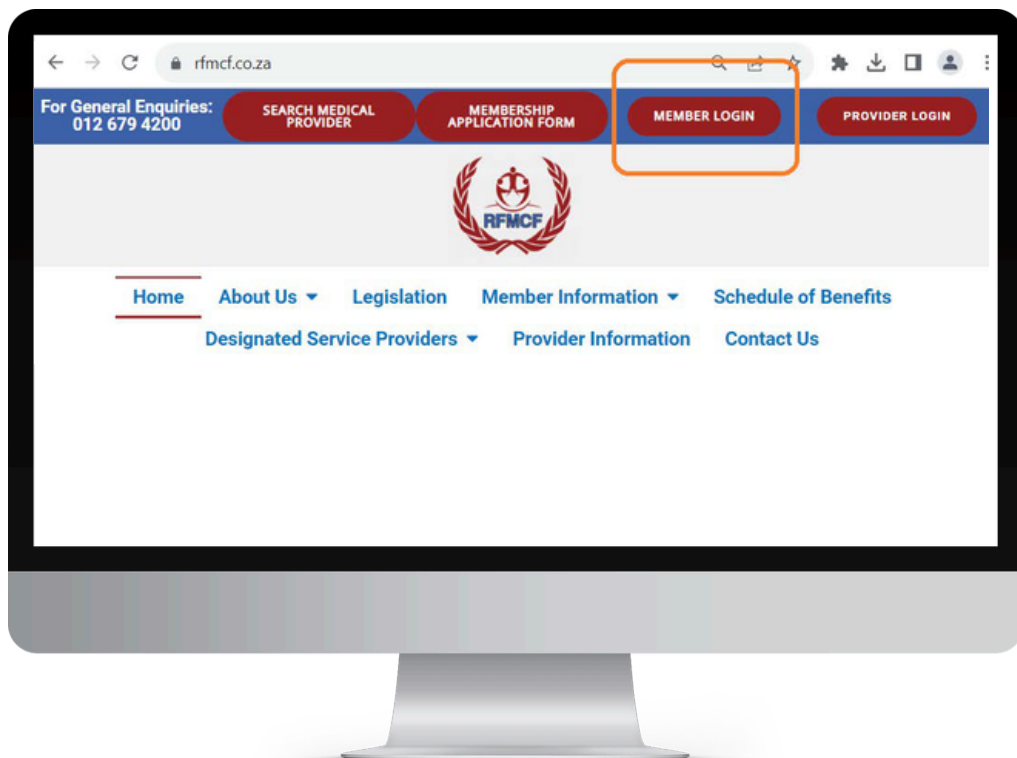 rfmcf.co.za
For General Enquiries:
012 679 4200
SEARCH MEDICAL
PROVIDER
MEMBERSHIP
APPLICATION FORM
MEMBER LOGIN
PROVIDER LOGIN
RFMCF
Home About Us Legislation Member Information Schedule of Benefits
Designated Service Providers Provider Information Contact Us